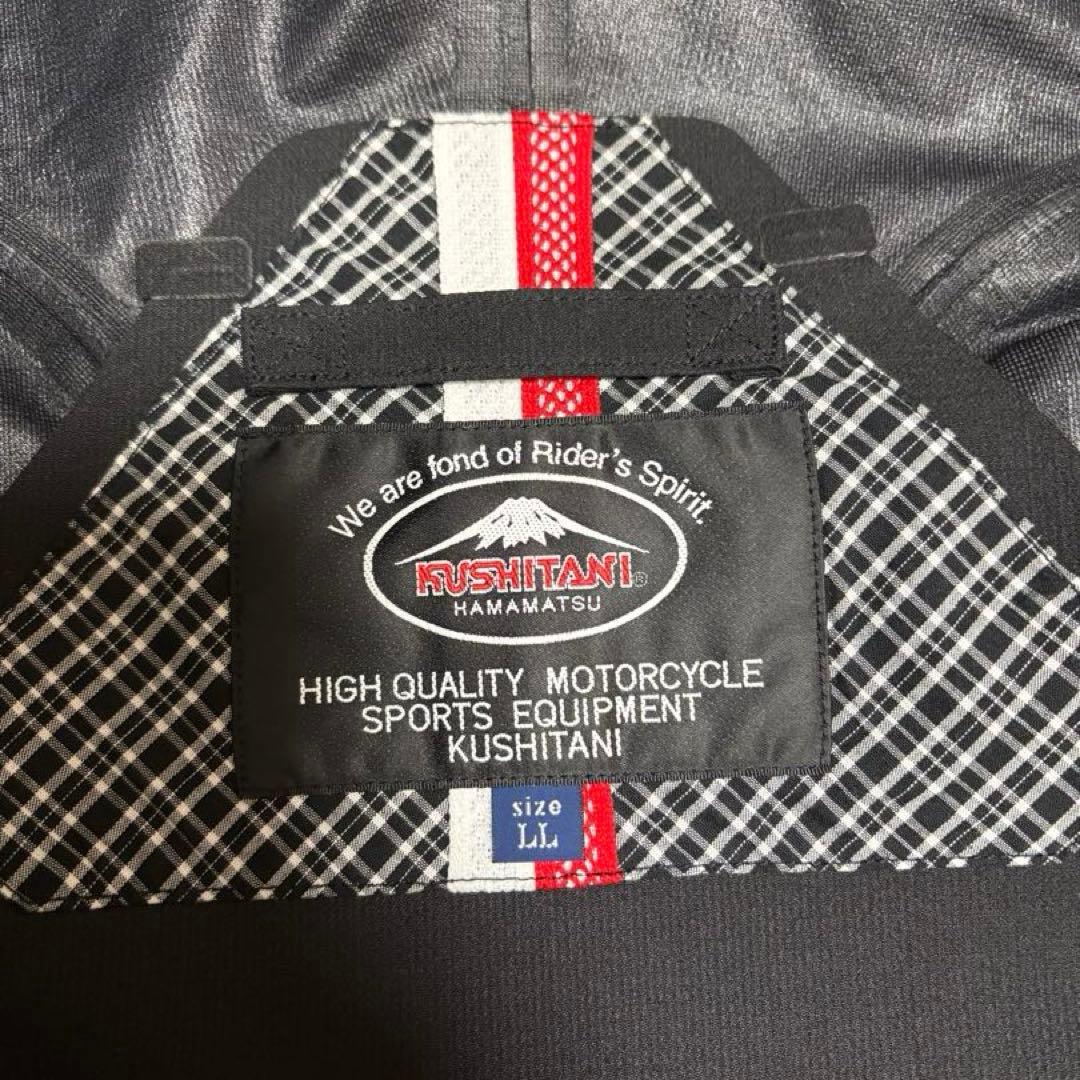 We are fond of Rider's Spirit.
KUSHITANI®
HAMAMATSU
HIGH QUALITY MOTORCYCLE
SPORTS EQUIPMENT
KUSHITANI
size
LL